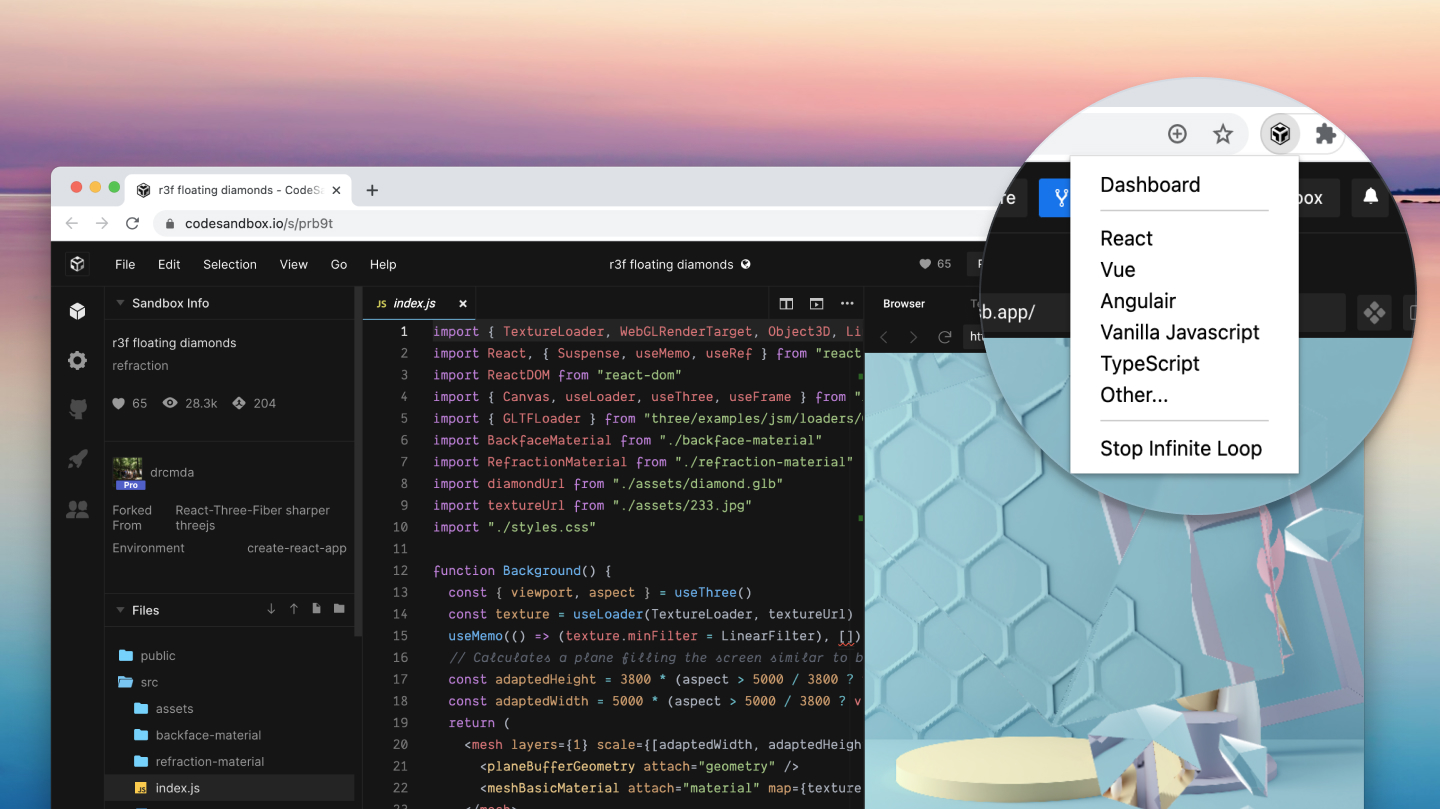 r3f floating diamonds - CodeSa
codesandbox.io/s/prb9t
File Edit Selection View Go Help
r3f floating diamonds
65
Sandbox Info
r3f floating diamonds
refraction
65 28.3k 204
drcmda
Pro
Forked From
React-Three-Fiber sharper threejs
Environment create-react-app
Files
public
src
assets
backface-material
refraction-material
JS index.js
JS index.js
1 import { TextureLoader, WebGLRenderTarget, Object3D, Li
2 import React, { Suspense, useMemo, useRef } from "react
3 import ReactDOM from "react-dom"
4 import { Canvas, useLoader, useThree, useFrame } from "
5 import { GLTFLoader } from "three/examples/jsm/loaders/
6 import BackfaceMaterial from "./backface-material"
7 import RefractionMaterial from "./refraction-material"
8 import diamondUrl from "./assets/diamond.glb"
9 import textureUrl from "./assets/233.jpg"
10 import "./styles.css"
11
12 function Background() {
13 const { viewport, aspect } = useThree()
14 const texture = useLoader(TextureLoader, textureUrl)
15 useMemo(() => (texture.minFilter = LinearFilter), [])
16 // Calculates a plane filling the screen similar to b
17 const adaptedHeight = 3800 * (aspect > 5000 / 3800 ?
18 const adaptedWidth = 5000 * (aspect > 5000 / 3800 ? v
19 return (
20 <mesh layers={1} scale={[adaptedWidth, adaptedHeigh
21 <planeBufferGeometry attach="geometry" />
22 <meshBasicMaterial attach="material" map={texture
23 </mesh>
Browser
htt
re
box
sb.app/
Dashboard
React
Vue
Angulair
Vanilla Javascript
TypeScript
Other...
Stop Infinite Loop